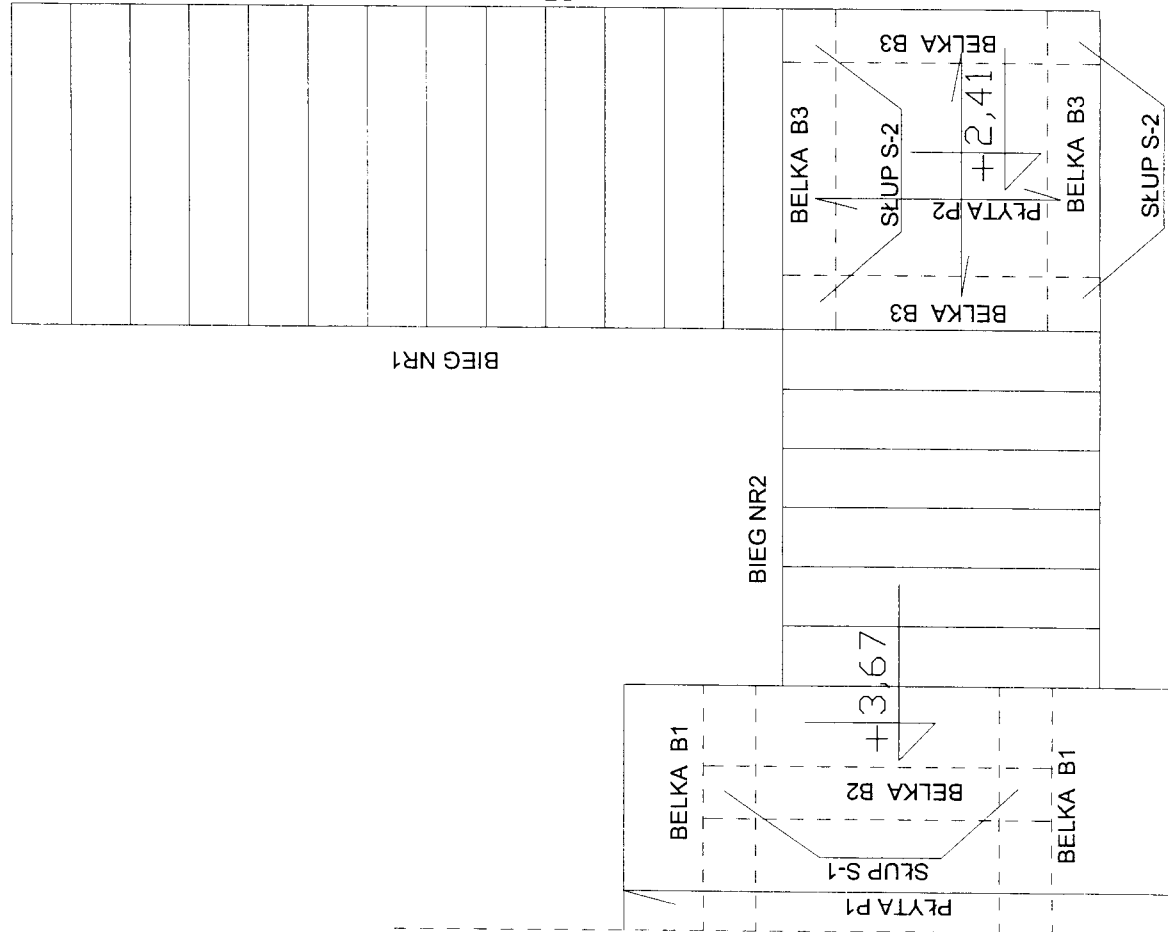 BELKA B3
BELKA B3
SŁUP S-2
+2,41
PŁYTA P2
BELKA B3
SŁUP S-2
BELKA B3
BIEG NR1
BIEG NR2
+3,67
BELKA B1
BELKA B2
BELKA B1
SŁUP S-1
PŁYTA P1